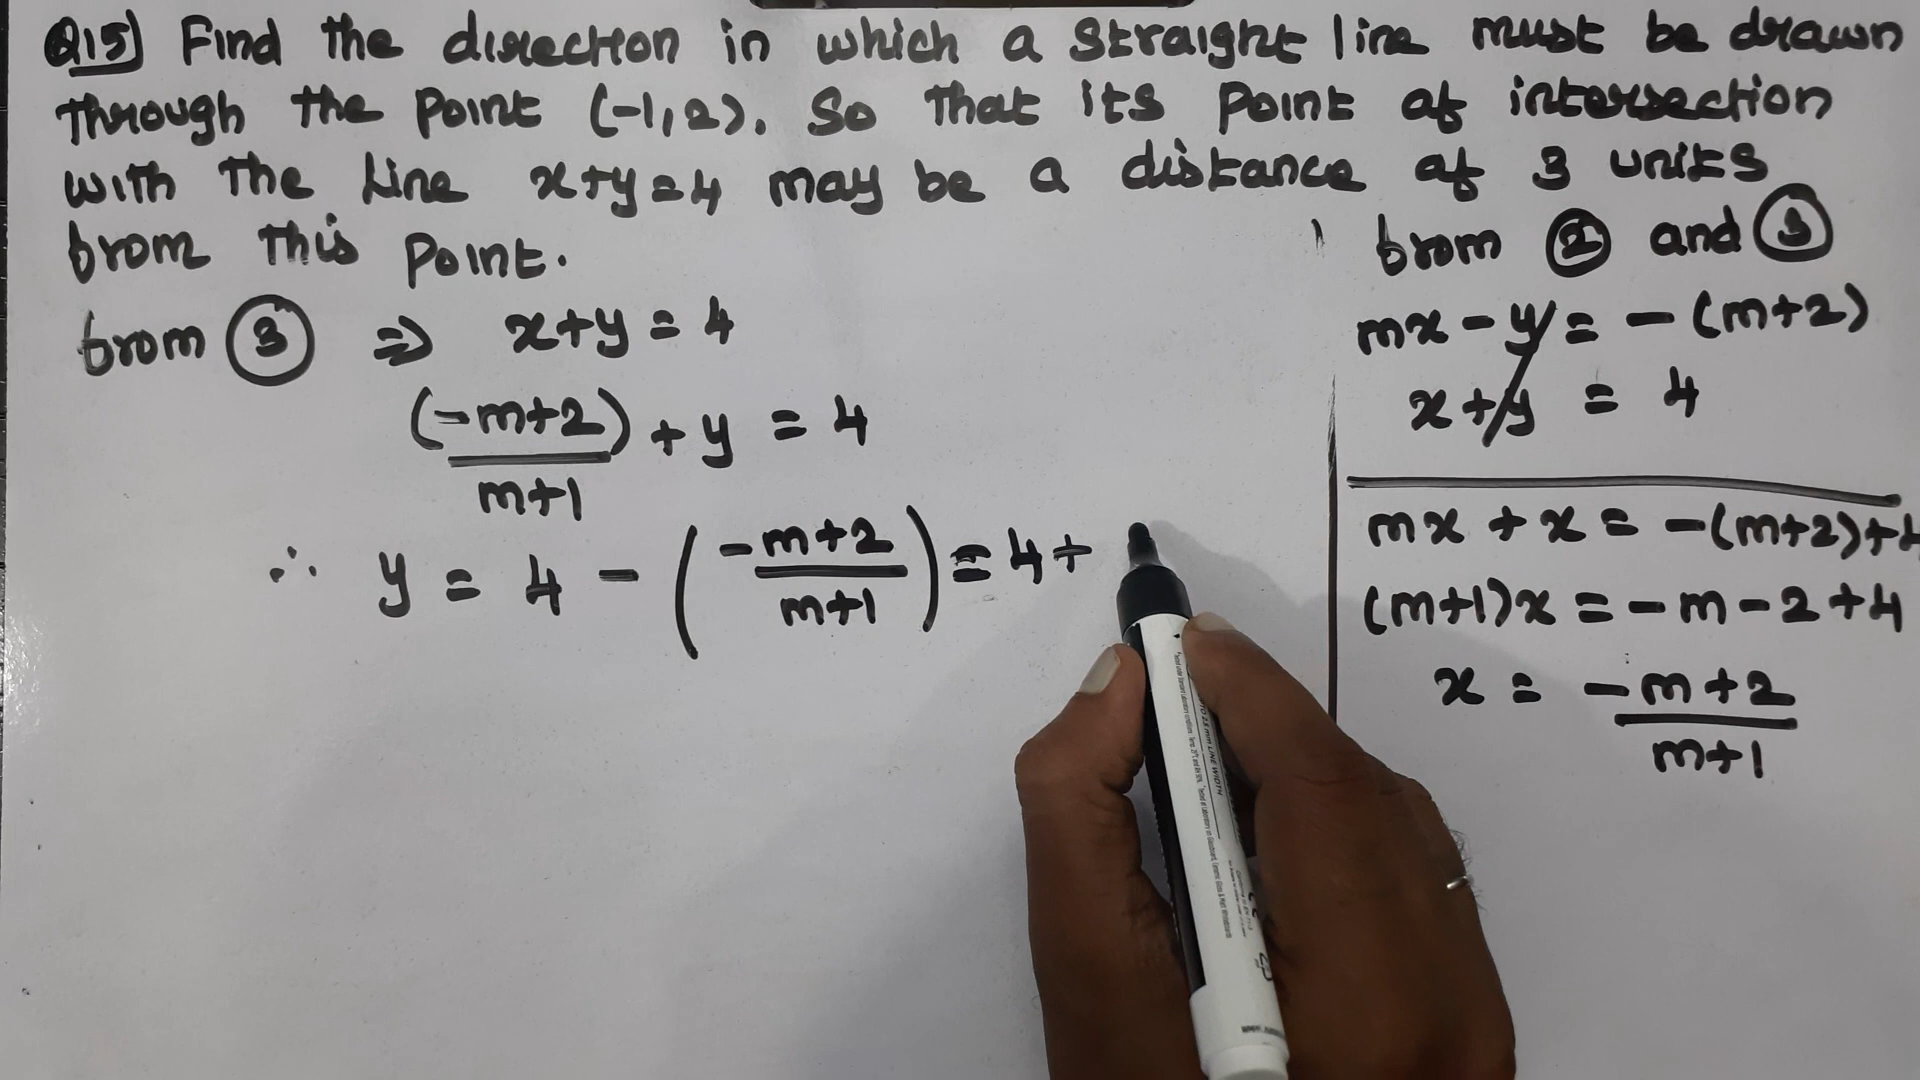 Q15) Find the direction in which a straight line must be drawn
through the point (-1,2). So that its point of intersection
with the line x+y=4 may be a distance of 3 units
from this point.
from ③ ⇒ x+y = 4
(-m+2)/(m+1) + y = 4
∴ y = 4 - (-m+2/m+1) = 4+
from ② and ③
mx - y = -(m+2)
x+y = 4
mx + x = -(m+2)+4
(m+1)x = -m-2+4
x = -m+2/m+1